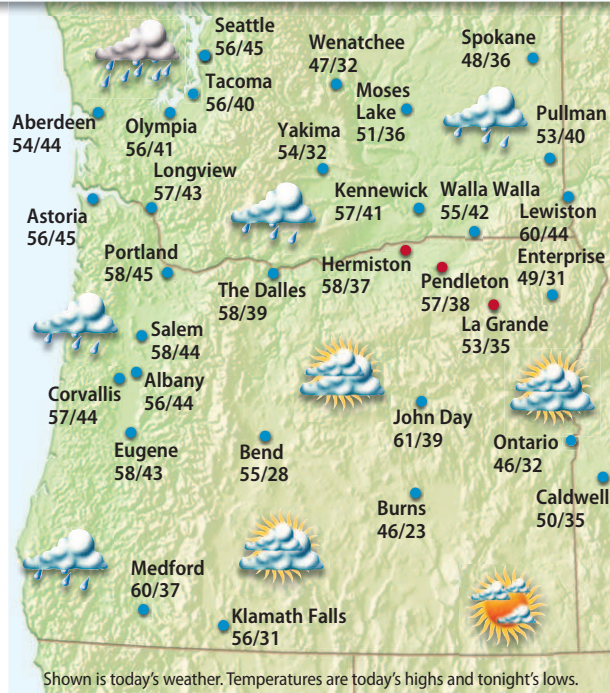 Seattle
56/45
Wenatchee
47/32
Spokane
48/36
Tacoma
56/40
Moses
Lake
51/36
Aberdeen
54/44
Olympia
56/41
Yakima
54/32
Pullman
53/40
Longview
57/43
Kennewick
57/41
Walla Walla
55/42
Lewiston
60/44
Astoria
56/45
Portland
58/45
The Dalles
58/39
Hermiston
58/37
Pendleton
57/38
Enterprise
49/31
La Grande
53/35
Salem
58/44
Albany
56/44
Corvallis
57/44
John Day
61/39
Eugene
58/43
Bend
55/28
Ontario
46/32
Burns
46/23
Caldwell
50/35
Medford
60/37
Klamath Falls
56/31
Shown is today's weather. Temperatures are today's highs and tonight's lows.